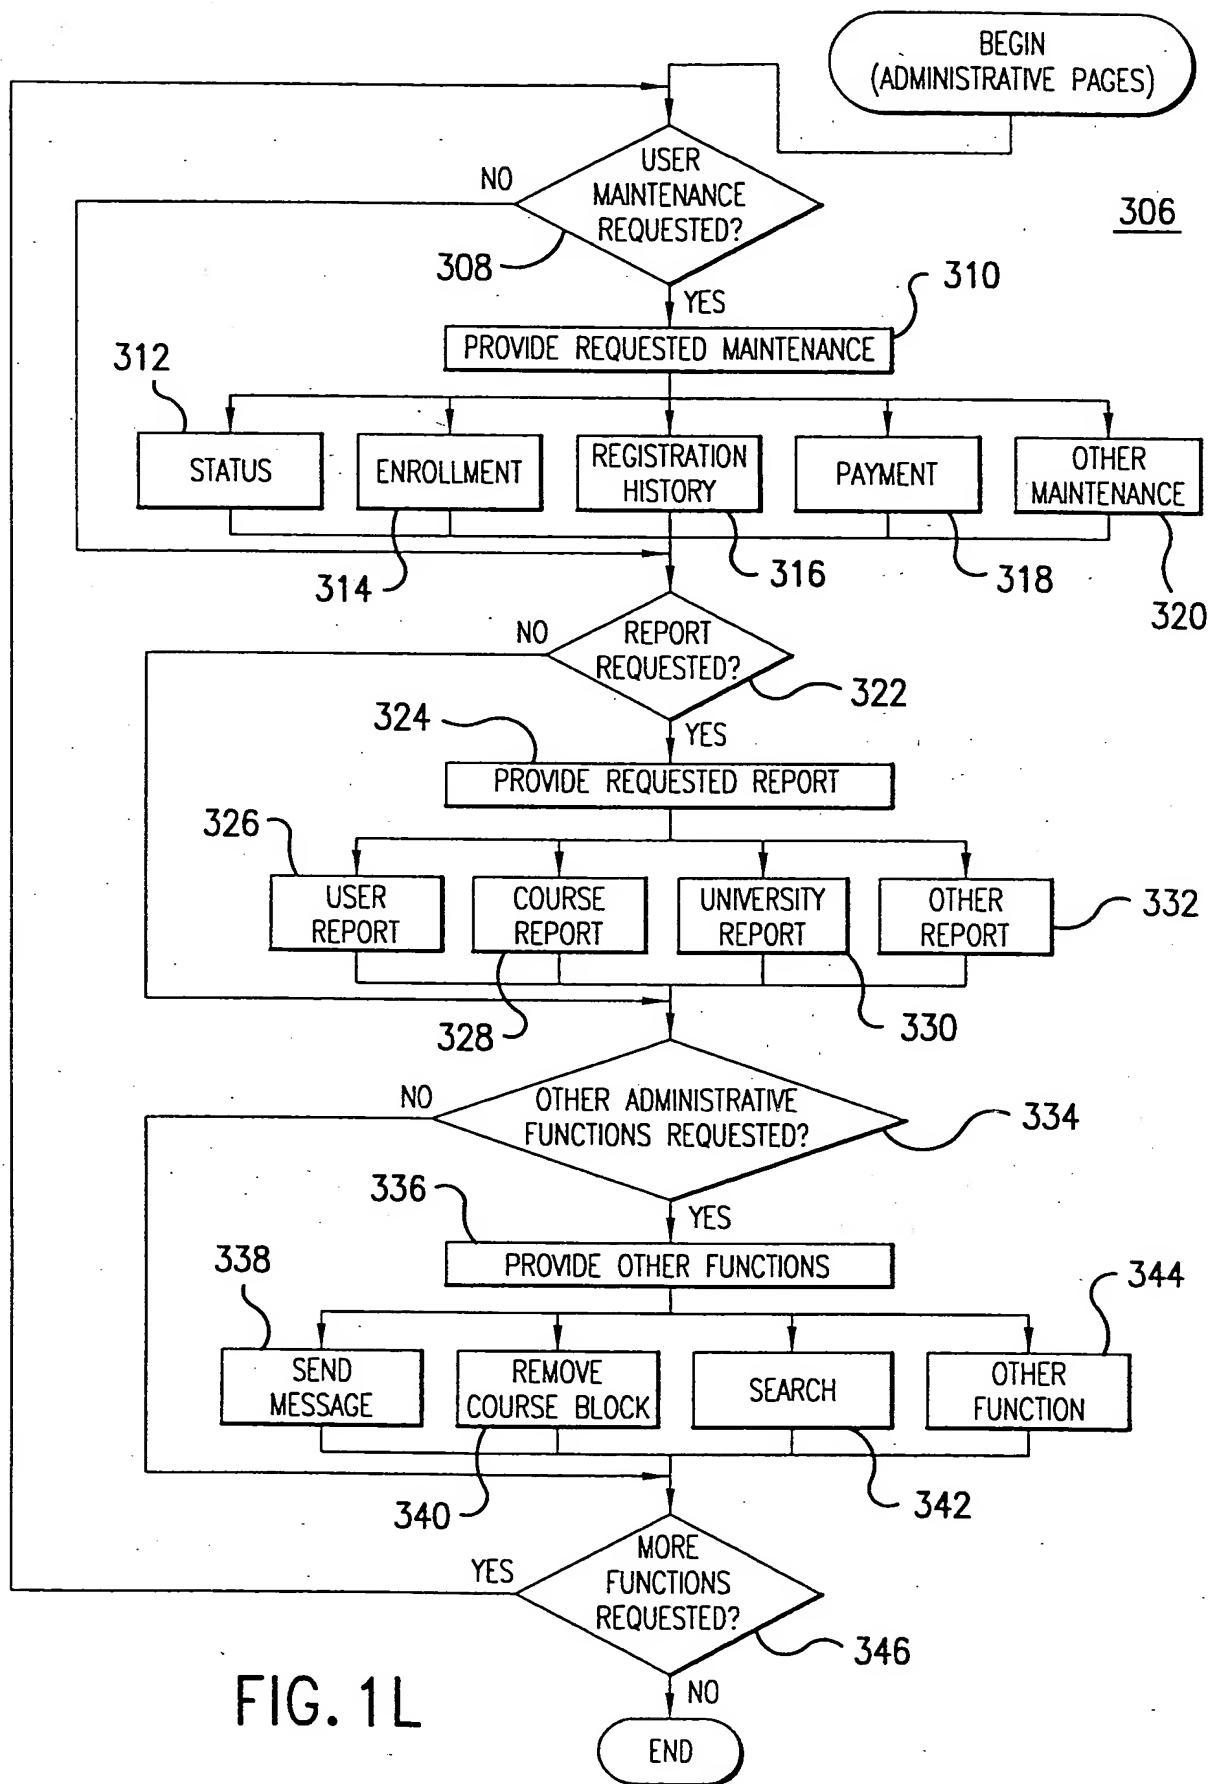 BEGIN
(ADMINISTRATIVE PAGES)
USER
MAINTENANCE
REQUESTED?
NO
306
308
YES
310
PROVIDE REQUESTED MAINTENANCE
312
STATUS
ENROLLMENT
REGISTRATION
HISTORY
PAYMENT
OTHER
MAINTENANCE
314
316
318
320
NO
REPORT
REQUESTED?
322
324
YES
PROVIDE REQUESTED REPORT
326
USER
REPORT
COURSE
REPORT
UNIVERSITY
REPORT
OTHER
REPORT
332
328
330
NO
OTHER ADMINISTRATIVE
FUNCTIONS REQUESTED?
334
336
YES
PROVIDE OTHER FUNCTIONS
338
344
SEND
MESSAGE
REMOVE
COURSE BLOCK
SEARCH
OTHER
FUNCTION
340
342
YES
MORE
FUNCTIONS
REQUESTED?
346
NO
FIG. 1L
END